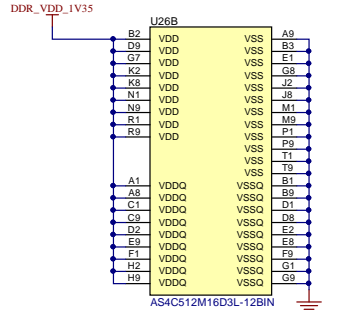 DDR_VDD_1V35
U26B
B2 VDD VSS A9
D9 VDD VSS B3
G7 VDD VSS E1
K2 VDD VSS G8
K8 VDD VSS J2
N1 VDD VSS J8
N9 VDD VSS M1
R1 VDD VSS M9
R9 VDD VSS P1
VSS P9
VSS T1
VSS T9
A1 VDDQ VSSQ B1
A8 VDDQ VSSQ B9
C1 VDDQ VSSQ D1
C9 VDDQ VSSQ D8
D2 VDDQ VSSQ E2
E9 VDDQ VSSQ E8
F1 VDDQ VSSQ F9
H2 VDDQ VSSQ G1
H9 VDDQ VSSQ G9
AS4C512M16D3L-12BIN